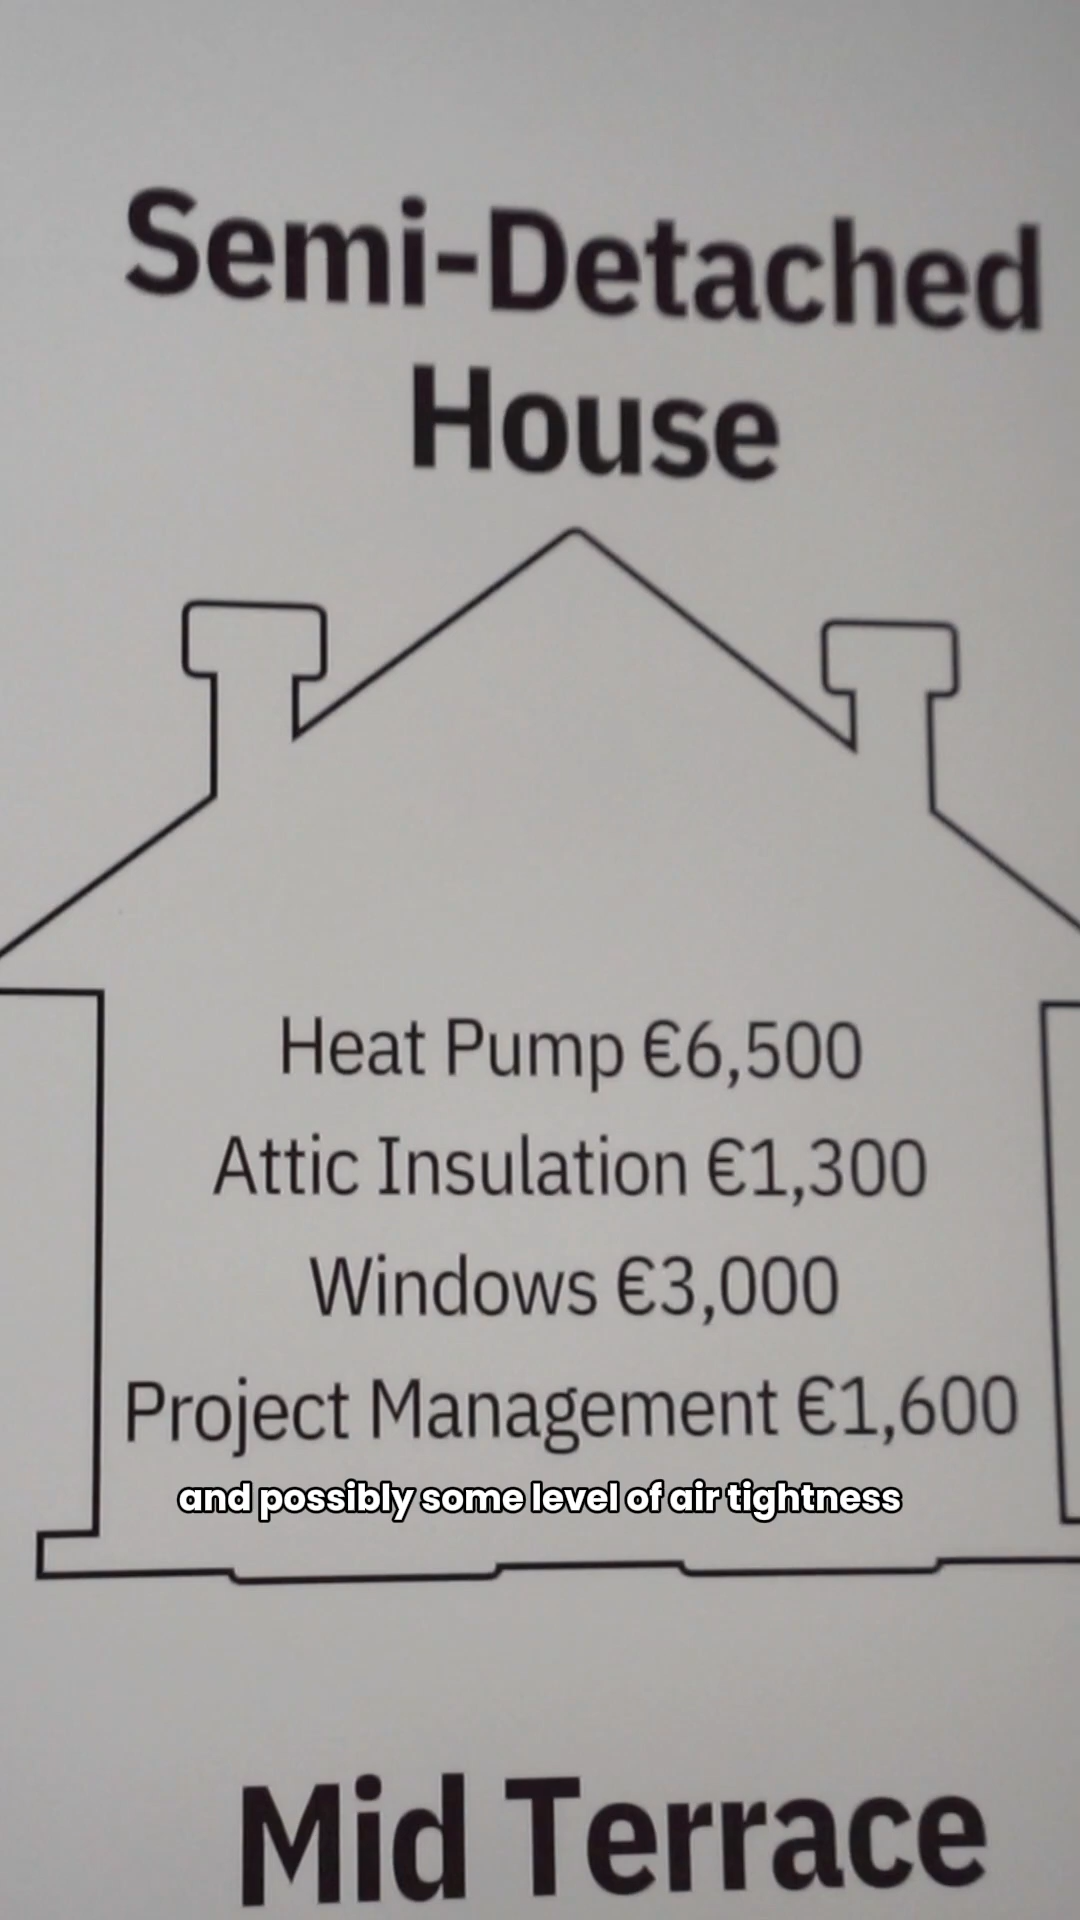 Semi-Detached
House
Heat Pump €6,500
Attic Insulation €1,300
Windows €3,000
Project Management €1,600
and possibly some level of air tightness
Mid Terrace